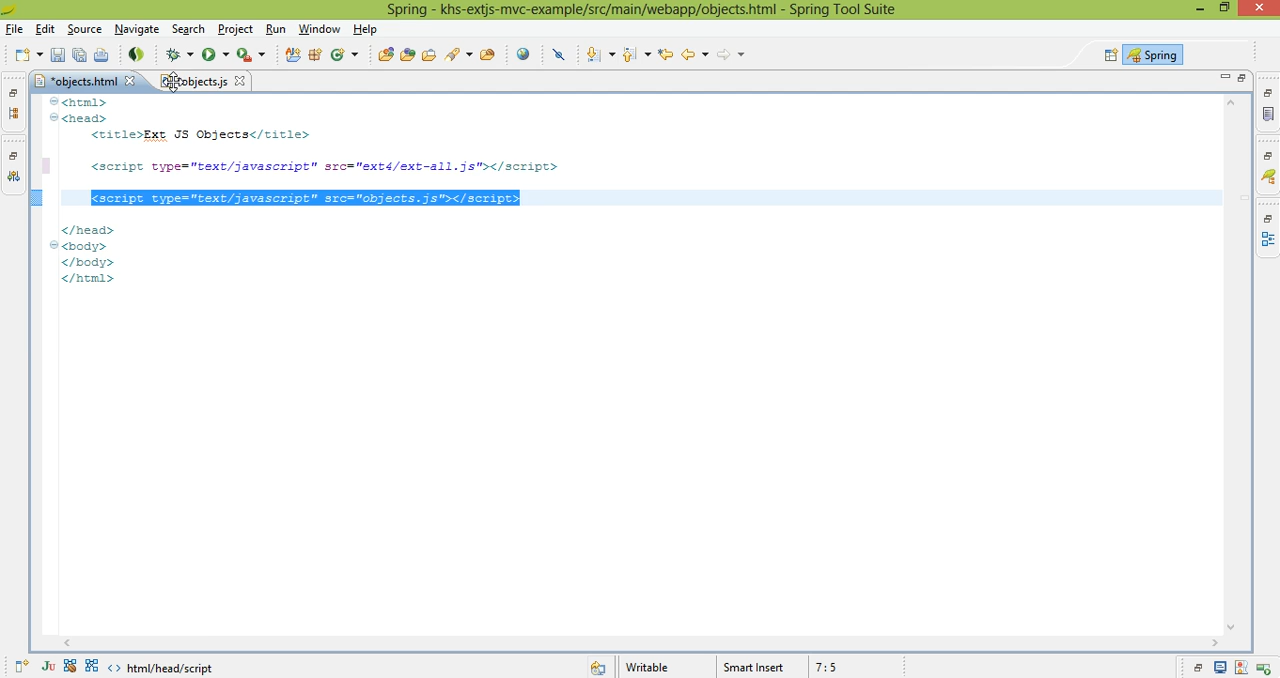 Spring - khs-extjs-mvc-example/src/main/webapp/objects.html - Spring Tool Suite
File Edit Source Navigate Search Project Run Window Help
Spring
*objects.html objects.js
<html>
<head>
<title>Ext JS Objects</title>
<script type="text/javascript" src="ext4/ext-all.js"></script>
<script type="text/javascript" src="objects.js"></script>
</head>
<body>
</body>
</html>
Ju <> html/head/script Writable Smart Insert 7:5